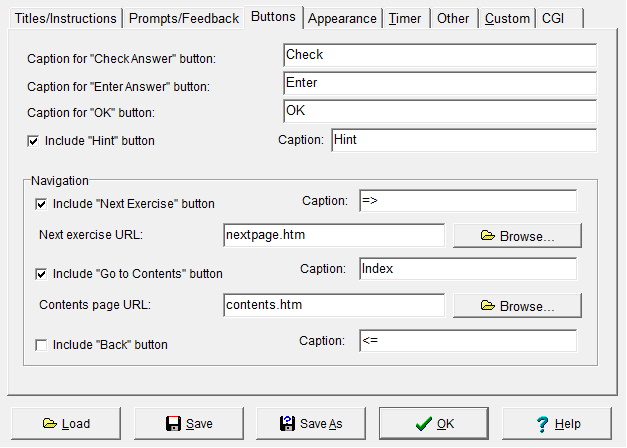 Titles/Instructions Prompts/Feedback Buttons Appearance Timer Other Custom CGI
Caption for "Check Answer" button: Check
Caption for "Enter Answer" button: Enter
Caption for "OK" button: OK
Include "Hint" button Caption: Hint
Navigation
Include "Next Exercise" button Caption: =>
Next exercise URL: nextpage.htm Browse...
Include "Go to Contents" button Caption: Index
Contents page URL: contents.htm Browse...
Include "Back" button Caption: <=
Load Save Save As OK Help